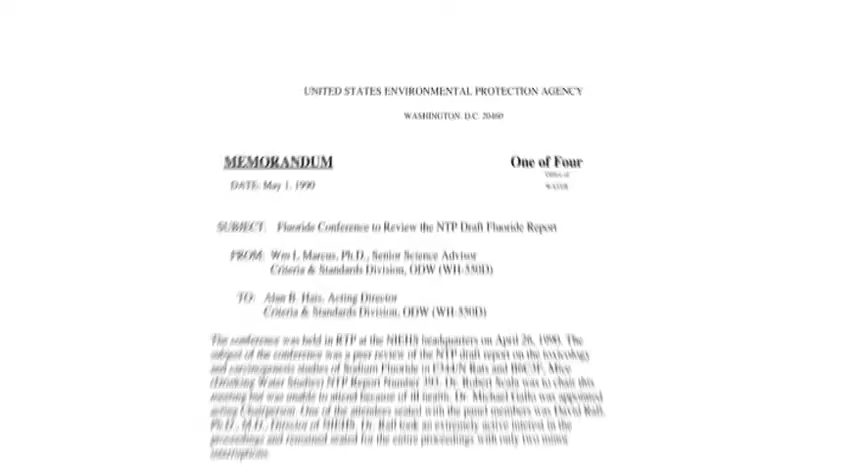 UNITED STATES ENVIRONMENTAL PROTECTION AGENCY
WASHINGTON, D.C. 20460
MEMORANDUM One of Four
Office of
WATER
DATE: May 1, 1990
SUBJECT: Fluoride Conference to Review the NTP Draft Fluoride Report
FROM: Wm L. Marcus, Ph.D., Senior Science Advisor
Criteria & Standards Division, ODW (WH-550D)
TO: Alan B. Hais, Acting Director
Criteria & Standards Division, ODW (WH-550D)
The conference was held in RTP at the NIEHS headquarters on April 26, 1990. The
subject of the conference was a peer review of the NTP draft report on the toxicology
and carcinogenesis studies of Sodium Fluoride in F344/N Rats and B6C3F, Mice
(Drinking Water Studies) NTP Report Number 393. Dr. Robert Scala was to chair this
meeting but was unable to attend because of ill health. Dr. Michael Gallo was appointed
acting Chairperson. One of the attendees seated with the panel members was David Rall,
Ph.D., M.D., Director of NIEHS. Dr. Rall took an extremely active interest in the
proceedings and remained seated for the entire proceedings with only two minor
interruptions.